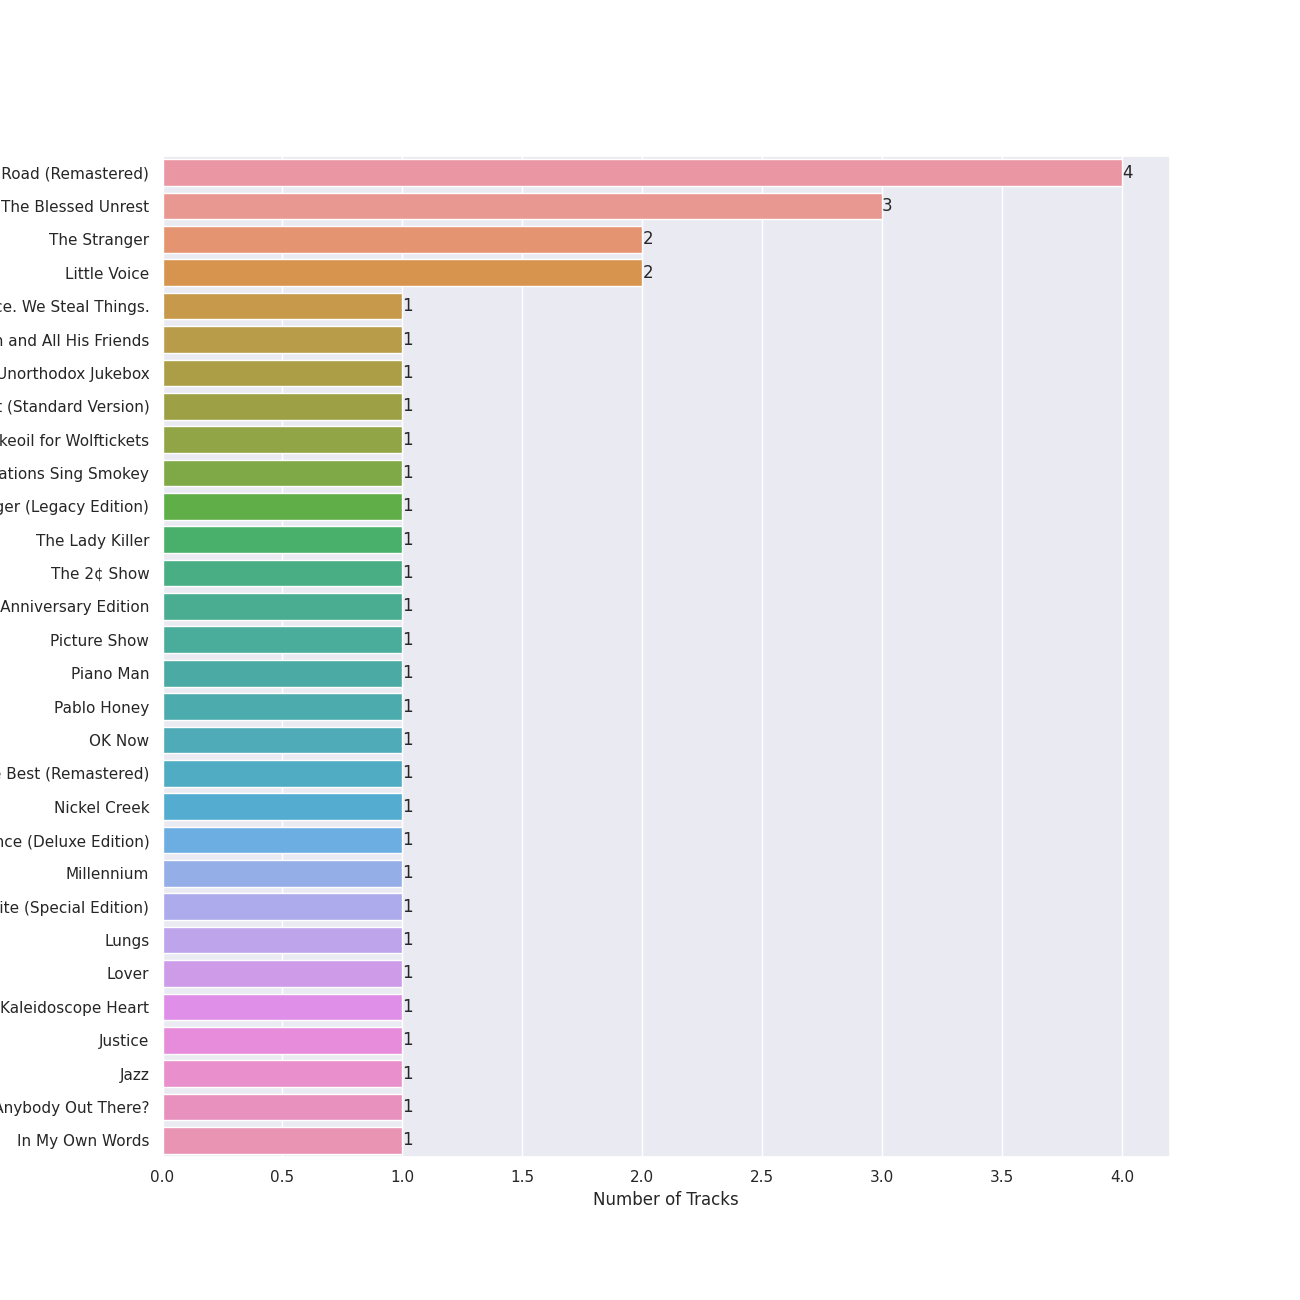 Road (Remastered) 4
The Blessed Unrest 3
The Stranger 2
Little Voice 2
ce. We Steal Things. 1
and All His Friends 1
Unorthodox Jukebox 1
(Standard Version) 1
keoil for Wolftickets 1
ations Sing Smokey 1
ger (Legacy Edition) 1
The Lady Killer 1
The 2¢ Show 1
Anniversary Edition 1
Picture Show 1
Piano Man 1
Pablo Honey 1
OK Now 1
Best (Remastered) 1
Nickel Creek 1
nce (Deluxe Edition) 1
Millennium 1
ite (Special Edition) 1
Lungs 1
Lover 1
Kaleidoscope Heart 1
Justice 1
Jazz 1
Anybody Out There? 1
In My Own Words 1
0.0 0.5 1.0 1.5 2.0 2.5 3.0 3.5 4.0
Number of Tracks